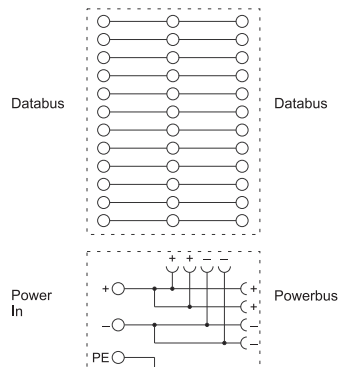 Databus Databus
+ + – –
+ +
Power In Powerbus
+
– –
–
PE